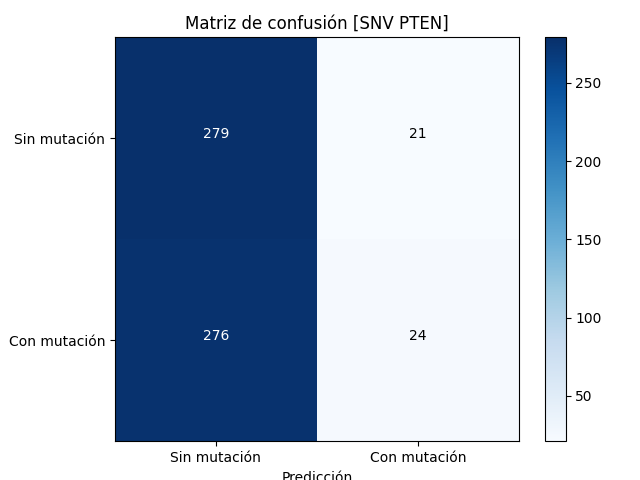 Matriz de confusión [SNV PTEN]
Sin mutación
279
21
Con mutación
276
24
Sin mutación
Con mutación
Predicción
250
200
150
100
50